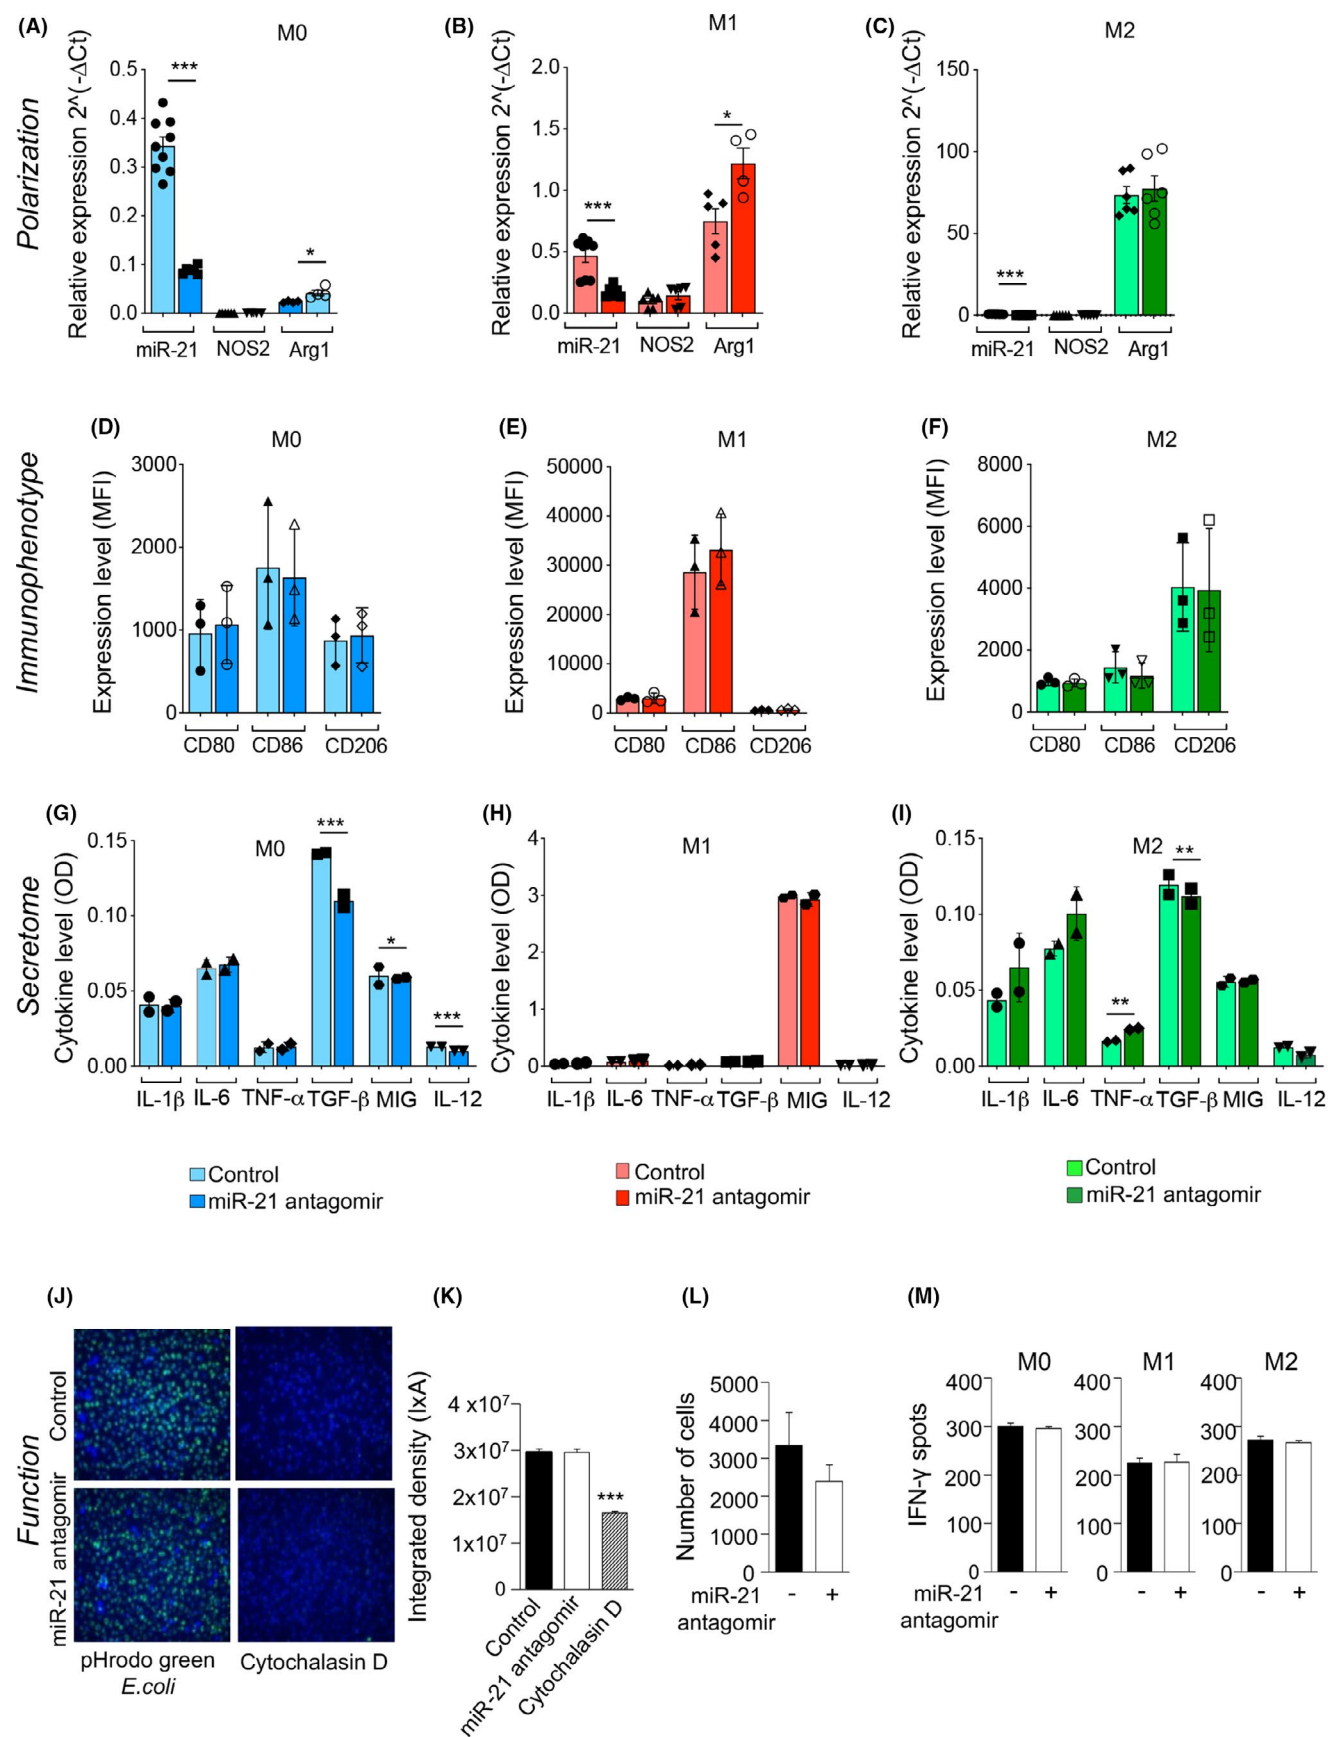 (A)
M0
Polarization
Relative expression 2^(-ΔCt)
0.5
0.4
0.3
0.2
0.1
0.0
***
*
miR-21
NOS2
Arg1
(B)
M1
Relative expression 2^(-ΔCt)
2.0
1.5
1.0
0.5
0.0
***
*
miR-21
NOS2
Arg1
(C)
M2
Relative expression 2^(-ΔCt)
150
100
50
0
***
miR-21
NOS2
Arg1
(D)
M0
Immunophenotype
Expression level (MFI)
3000
2000
1000
0
CD80
CD86
CD206
(E)
M1
Expression level (MFI)
50000
40000
30000
20000
10000
0
CD80
CD86
CD206
(F)
M2
Expression level (MFI)
8000
6000
4000
2000
0
CD80
CD86
CD206
(G)
M0
Secretome
Cytokine level (OD)
0.15
0.10
0.05
0.00
***
*
***
IL-1β
IL-6
TNF-α
TGF-β
MIG
IL-12
(H)
M1
Cytokine level (OD)
4
3
2
1
0
IL-1β
IL-6
TNF-α
TGF-β
MIG
IL-12
(I)
M2
Cytokine level (OD)
0.15
0.10
0.05
0.00
**
**
IL-1β
IL-6
TNF-α
TGF-β
MIG
IL-12
Control
miR-21 antagomir
Control
miR-21 antagomir
Control
miR-21 antagomir
(J)
Function
Control
miR-21 antagomir
pHrodo green
E.coli
Cytochalasin D
(K)
Integrated density (IxA)
4x10⁷
3x10⁷
2x10⁷
1x10⁷
0
***
Control
miR-21 antagomir
Cytochalasin D
(L)
Number of cells
5000
4000
3000
2000
1000
0
miR-21
antagomir
- +
(M)
M0
M1
M2
IFN-γ spots
400
300
200
100
0
400
300
200
100
0
400
300
200
100
0
miR-21
antagomir
- +
- +
- +